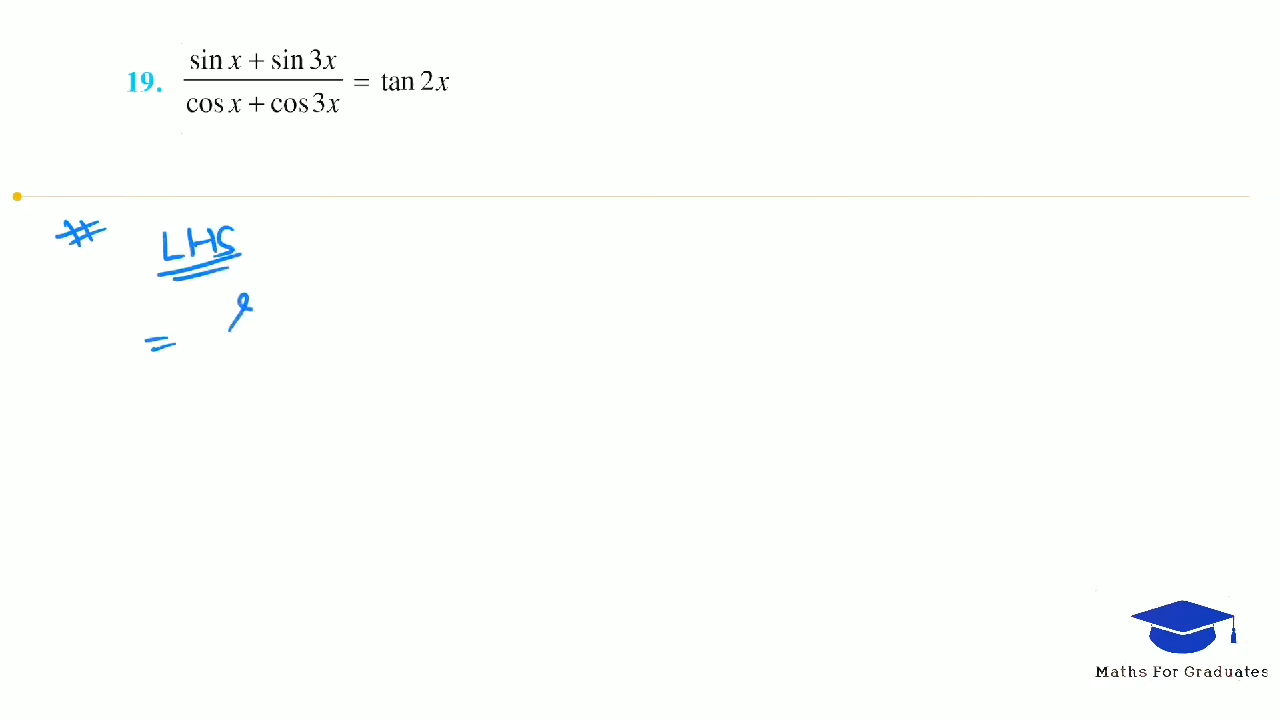 19. (sin x + sin 3x)/(cos x + cos 3x) = tan 2x
# LHS
=
Maths For Graduates